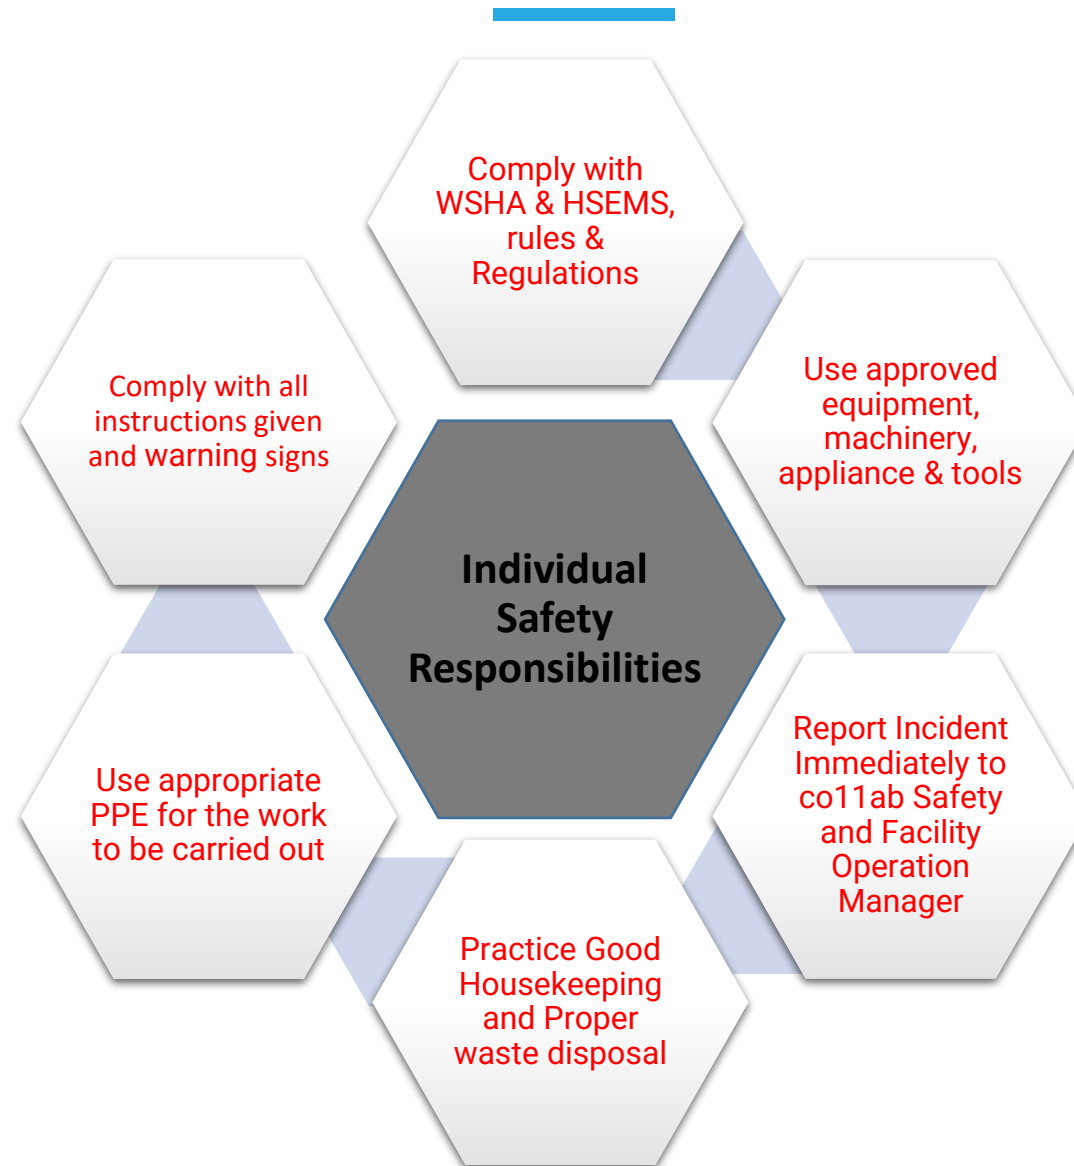 Comply with
WSHA & HSEMS,
rules &
Regulations
Use approved
equipment,
machinery,
appliance & tools
Report Incident
Immediately to
co11ab Safety
and Facility
Operation
Manager
Practice Good
Housekeeping
and Proper
waste disposal
Use appropriate
PPE for the work
to be carried out
Comply with all
instructions given
and warning signs
Individual
Safety
Responsibilities